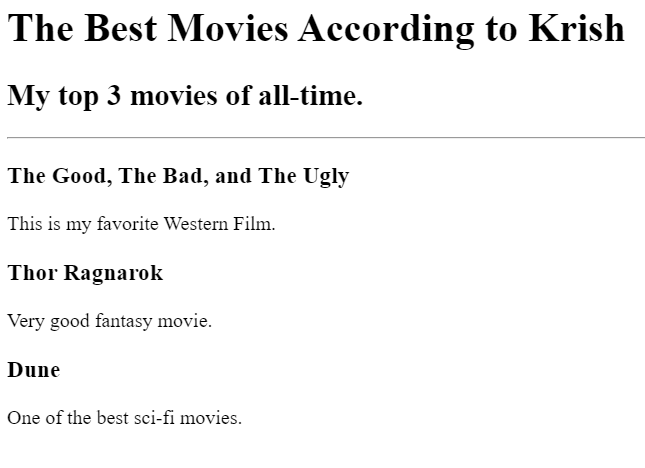 The Best Movies According to Krish
My top 3 movies of all-time.
The Good, The Bad, and The Ugly
This is my favorite Western Film.
Thor Ragnarok
Very good fantasy movie.
Dune
One of the best sci-fi movies.